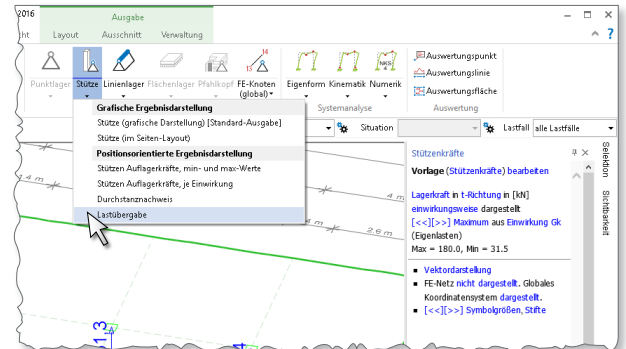 2016
Ausgabe
ht Layout Ausschnitt Verwaltung
?
Punktlager Stütze Linienlager Flächenlager Pfahlkopf FE-Knoten (global) Eigenform Kinematik Numerik
13 14
NKS
Auswertungspunkt
Auswertungslinie
Auswertungsfläche
Systemanalyse Auswertung
Situation Lastfall alle Lastfälle
Grafische Ergebnisdarstellung
Stütze (grafische Darstellung) [Standard-Ausgabe]
Stütze (im Seiten-Layout)
Positionsorientierte Ergebnisdarstellung
Stützen Auflagerkräfte, min- und max-Werte
Stützen Auflagerkräfte, je Einwirkung
Durchstanznachweis
Lastübergabe
Stützenkräfte
Vorlage (Stützenkräfte) bearbeiten
Lagerkraft in t-Richtung in [kN]
einwirkungsweise dargestellt
[<<][>>] Maximum aus Einwirkung Gk
(Eigenlasten)
Max = 180.0, Min = 31.5
Vektordarstellung
FE-Netz nicht dargestellt. Globales
Koordinatensystem dargestellt.
[<<][>>] Symbolgrößen, Stifte
Selektion
Sichtbarkeit
2.6 m